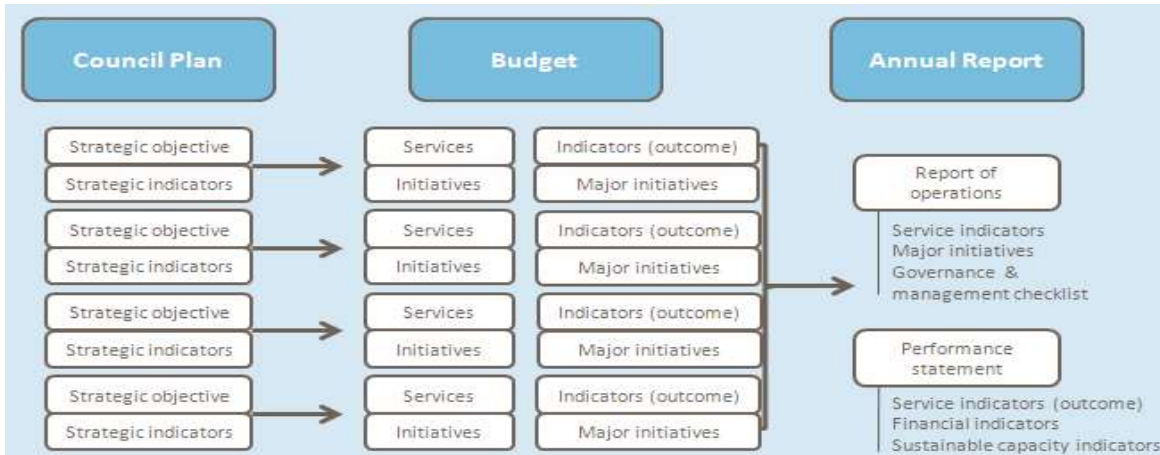 Council Plan
Budget
Annual Report
Strategic objective
Strategic indicators
Services
Initiatives
Indicators (outcome)
Major initiatives
Strategic objective
Strategic indicators
Services
Initiatives
Indicators (outcome)
Major initiatives
Strategic objective
Strategic indicators
Services
Initiatives
Indicators (outcome)
Major initiatives
Strategic objective
Strategic indicators
Services
Initiatives
Indicators (outcome)
Major initiatives
Report of
operations
Service indicators
Major initiatives
Governance &
management checklist
Performance
statement
Service indicators (outcome)
Financial indicators
Sustainable capacity indicators